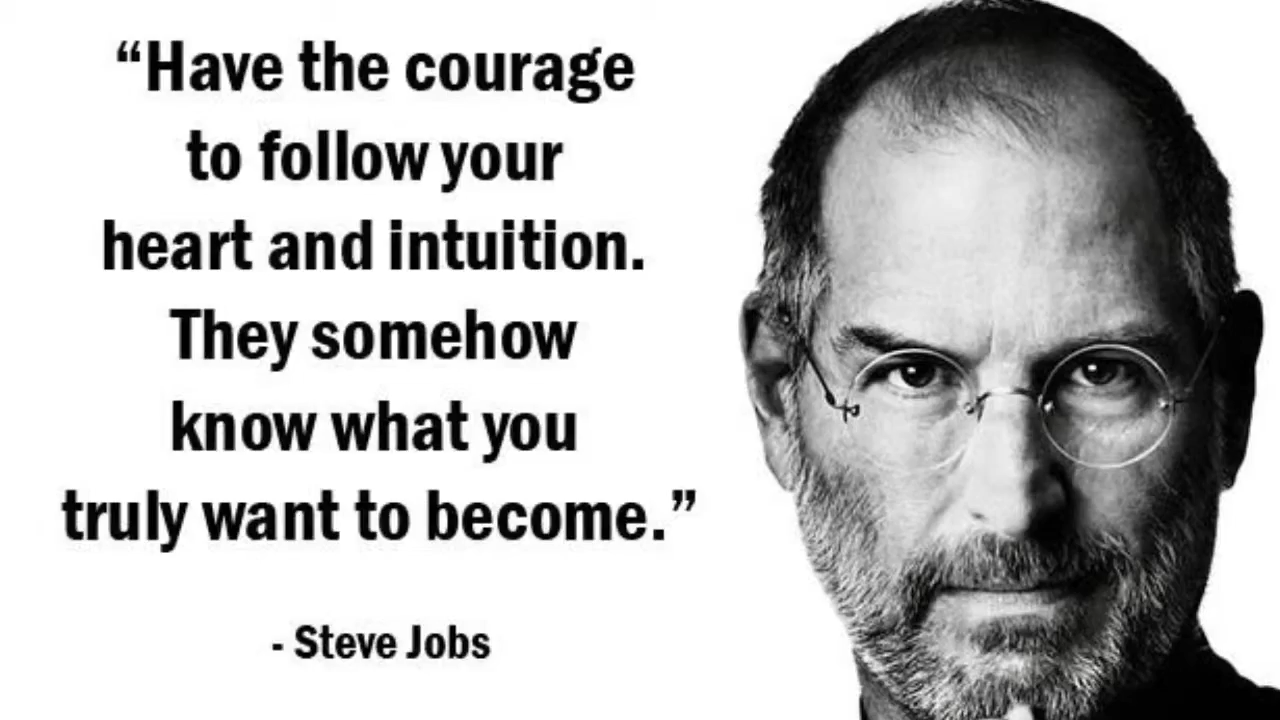 “Have the courage
to follow your
heart and intuition.
They somehow
know what you
truly want to become.”
- Steve Jobs